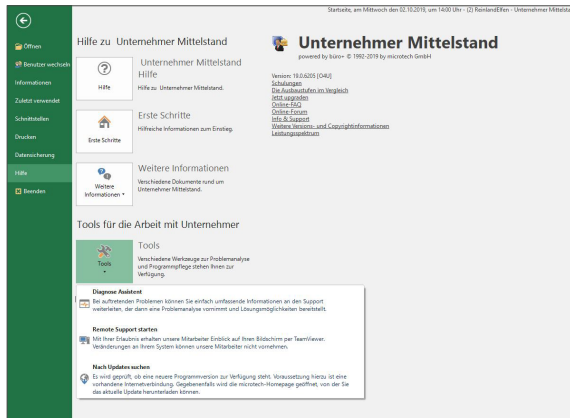 Startseite, am Mittwoch den 02.10.2019, um 14:00 Uhr - (2) ReinlandElfen - Unternehmer Mittelsta
Öffnen
Benutzer wechseln
Informationen
Zuletzt verwendet
Schnittstellen
Drucken
Datensicherung
Hilfe
Beenden
Hilfe zu Unternehmer Mittelstand
Hilfe
Unternehmer Mittelstand
Hilfe
Hilfe zu Unternehmer Mittelstand.
Erste Schritte
Erste Schritte
Hilfreiche Informationen zum Einstieg.
Weitere
Informationen
Weitere Informationen
Verschiedene Dokumente rund um
Unternehmer Mittelstand.
Tools für die Arbeit mit Unternehmer
Tools
Tools
Verschiedene Werkzeuge zur Problemanalyse
und Programmpflege stehen Ihnen zur
Verfügung.
Diagnose Assistent
Bei auftretenden Problemen können Sie einfach umfassende Informationen an den Support
weiterleiten, der dann eine Problemanalyse vornimmt und Lösungsmöglichkeiten bereitstellt.
Remote Support starten
Mit Ihrer Erlaubnis erhalten unsere Mitarbeiter Einblick auf Ihren Bildschirm per TeamViewer.
Veränderungen an Ihrem System können unsere Mitarbeiter nicht vornehmen.
Nach Updates suchen
Es wird geprüft, ob eine neuere Programmversion zur Verfügung steht. Voraussetzung hierzu ist eine
vorhandene Internetverbindung. Gegebenenfalls wird die microtech-Homepage geöffnet, von der Sie
das aktuelle Update herunterladen können.
Unternehmer Mittelstand
powered by büro+ © 1992-2019 by microtech GmbH
Version: 19.0.6205 [O4U]
Schulungen
Die Ausbaustufen im Vergleich
Jetzt upgraden
Online-FAQ
Online-Forum
Info & Support
Weitere Versions- und Copyrightinformationen
Leistungsspektrum